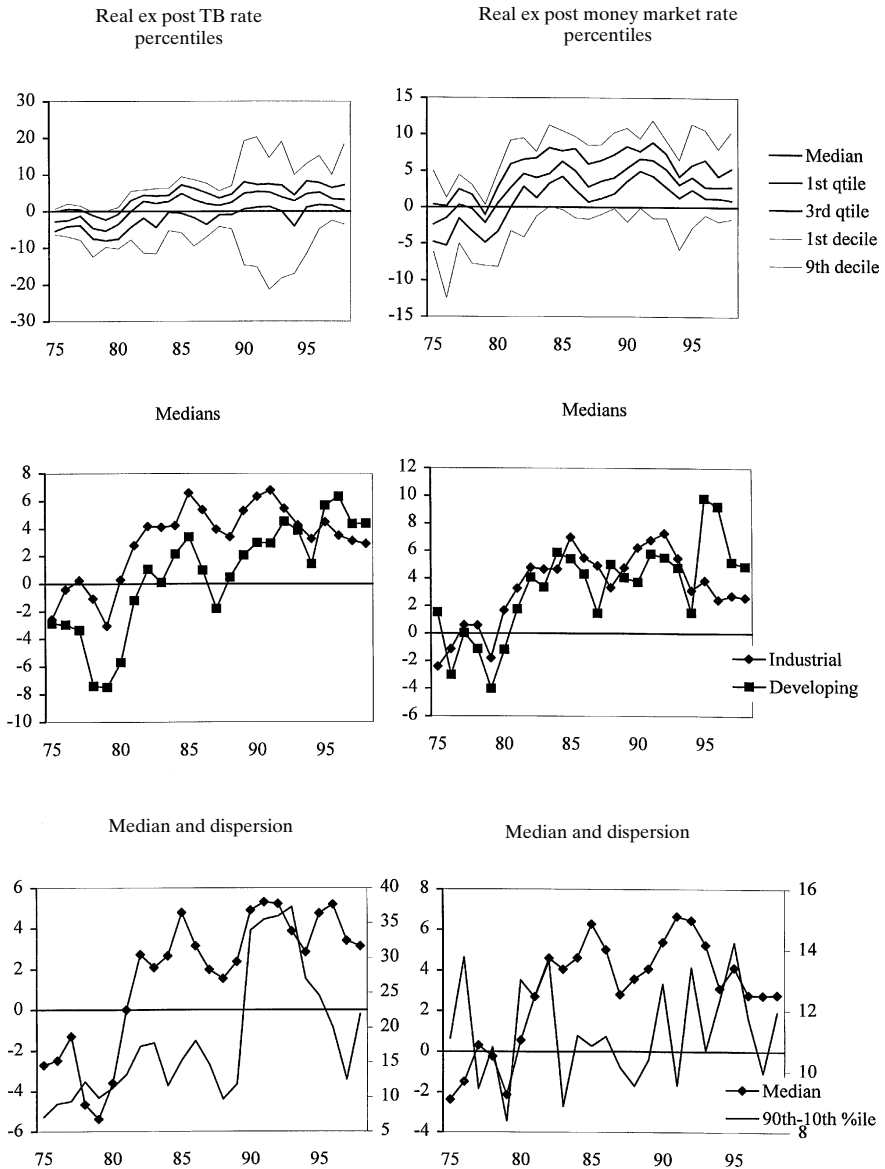 Real ex post TB rate
percentiles
30
20
10
0
-10
-20
-30
75 80 85 90 95
Real ex post money market rate
percentiles
15
10
5
0
-5
-10
-15
75 80 85 90 95
Median
1st qtile
3rd qtile
1st decile
9th decile
Medians
8
6
4
2
0
-2
-4
-6
-8
-10
75 80 85 90 95
Medians
12
10
8
6
4
2
0
-2
-4
-6
75 80 85 90 95
Industrial
Developing
Median and dispersion
6
4
2
0
-2
-4
-6
40
35
30
25
20
15
10
5
75 80 85 90 95
Median and dispersion
8
6
4
2
0
-2
-4
16
14
12
10
8
75 80 85 90 95
Median
90th-10th %ile